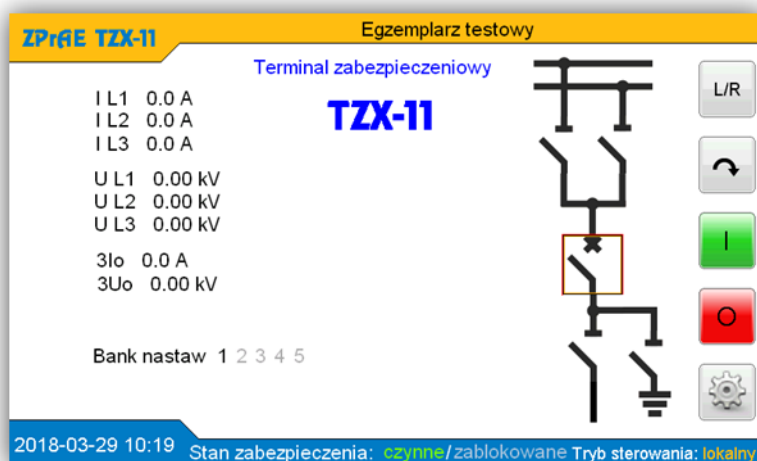 ZPrAE TZX-11
Egzemplarz testowy
Terminal zabezpieczeniowy
TZX-11
I L1 0.0 A
I L2 0.0 A
I L3 0.0 A
U L1 0.00 kV
U L2 0.00 kV
U L3 0.00 kV
3Io 0.0 A
3Uo 0.00 kV
Bank nastaw 1 2 3 4 5
L/R
I
O
2018-03-29 10:19
Stan zabezpieczenia: czynne/zablokowane Tryb sterowania: lokalny